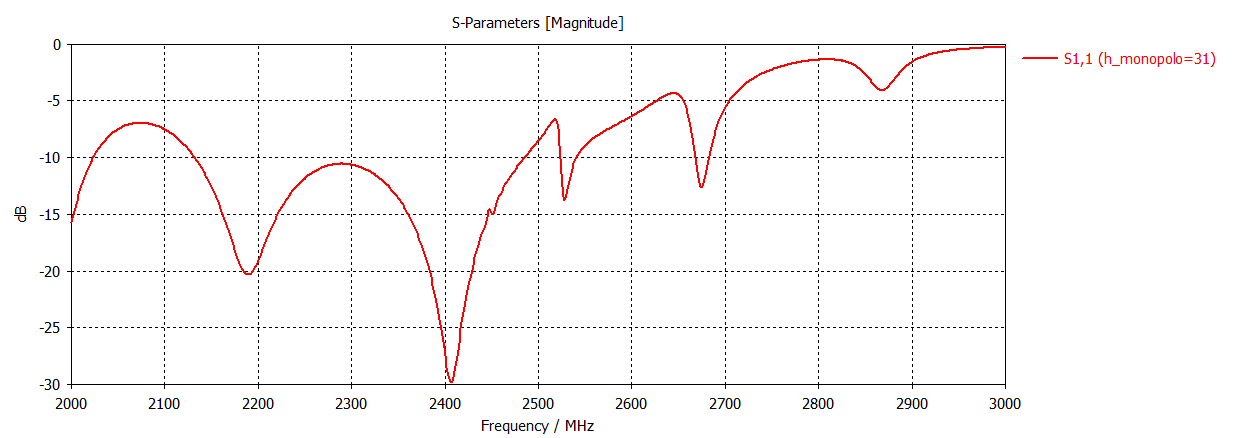 S-Parameters [Magnitude]
S1,1 (h_monopolo=31)
dB
0
-5
-10
-15
-20
-25
-30
2000 2100 2200 2300 2400 2500 2600 2700 2800 2900 3000
Frequency / MHz